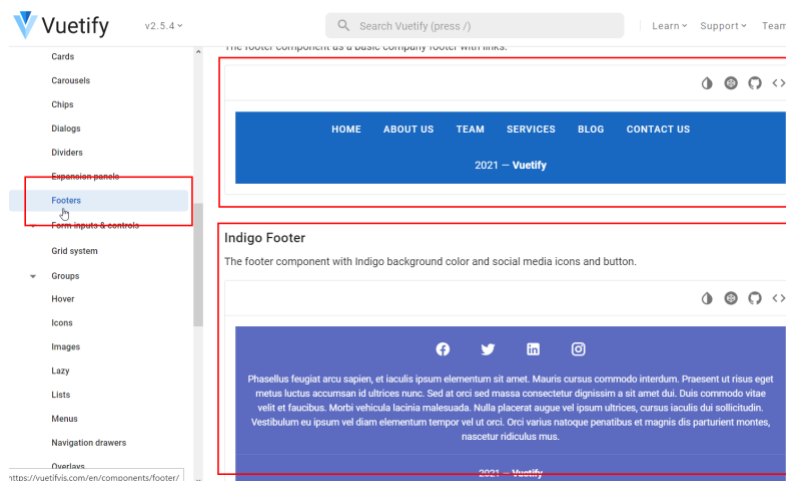 Vuetify
v2.5.4
Search Vuetify (press /)
Learn
Support
Team
Cards
Carousels
Chips
Dialogs
Dividers
Expansion panels
Footers
Form inputs & controls
Grid system
Groups
Hover
Icons
Images
Lazy
Lists
Menus
Navigation drawers
Overlays
https://vuetifyjs.com/en/components/footer/
The footer component as a basic company footer with links.
HOME ABOUT US TEAM SERVICES BLOG CONTACT US
2021 — Vuetify
Indigo Footer
The footer component with Indigo background color and social media icons and button.
Phasellus feugiat arcu sapien, et iaculis ipsum elementum sit amet. Mauris cursus commodo interdum. Praesent ut risus eget
metus luctus accumsan id ultrices nunc. Sed at orci sed massa consectetur dignissim a sit amet dui. Duis commodo vitae
velit et faucibus. Morbi vehicula lacinia malesuada. Nulla placerat augue vel ipsum ultrices, cursus iaculis dui sollicitudin.
Vestibulum eu ipsum vel diam elementum tempor vel ut orci. Orci varius natoque penatibus et magnis dis parturient montes,
nascetur ridiculus mus.
2021 — Vuetify